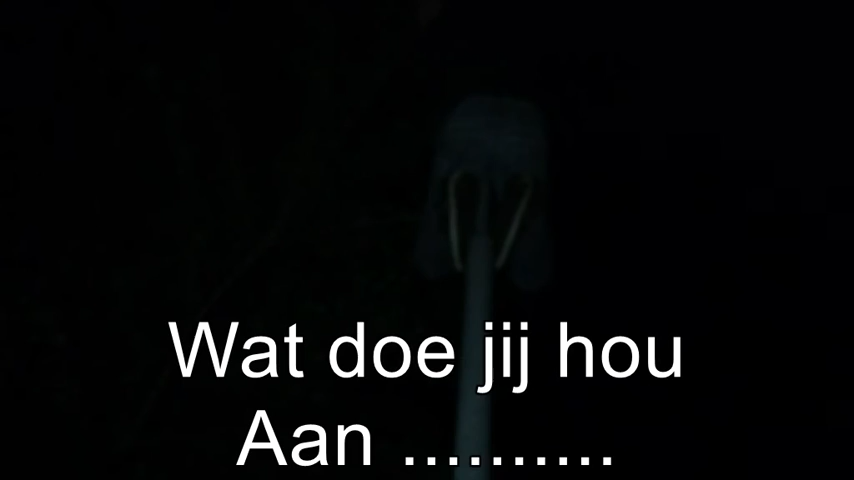 Wat doe jij hou
Aan ..........